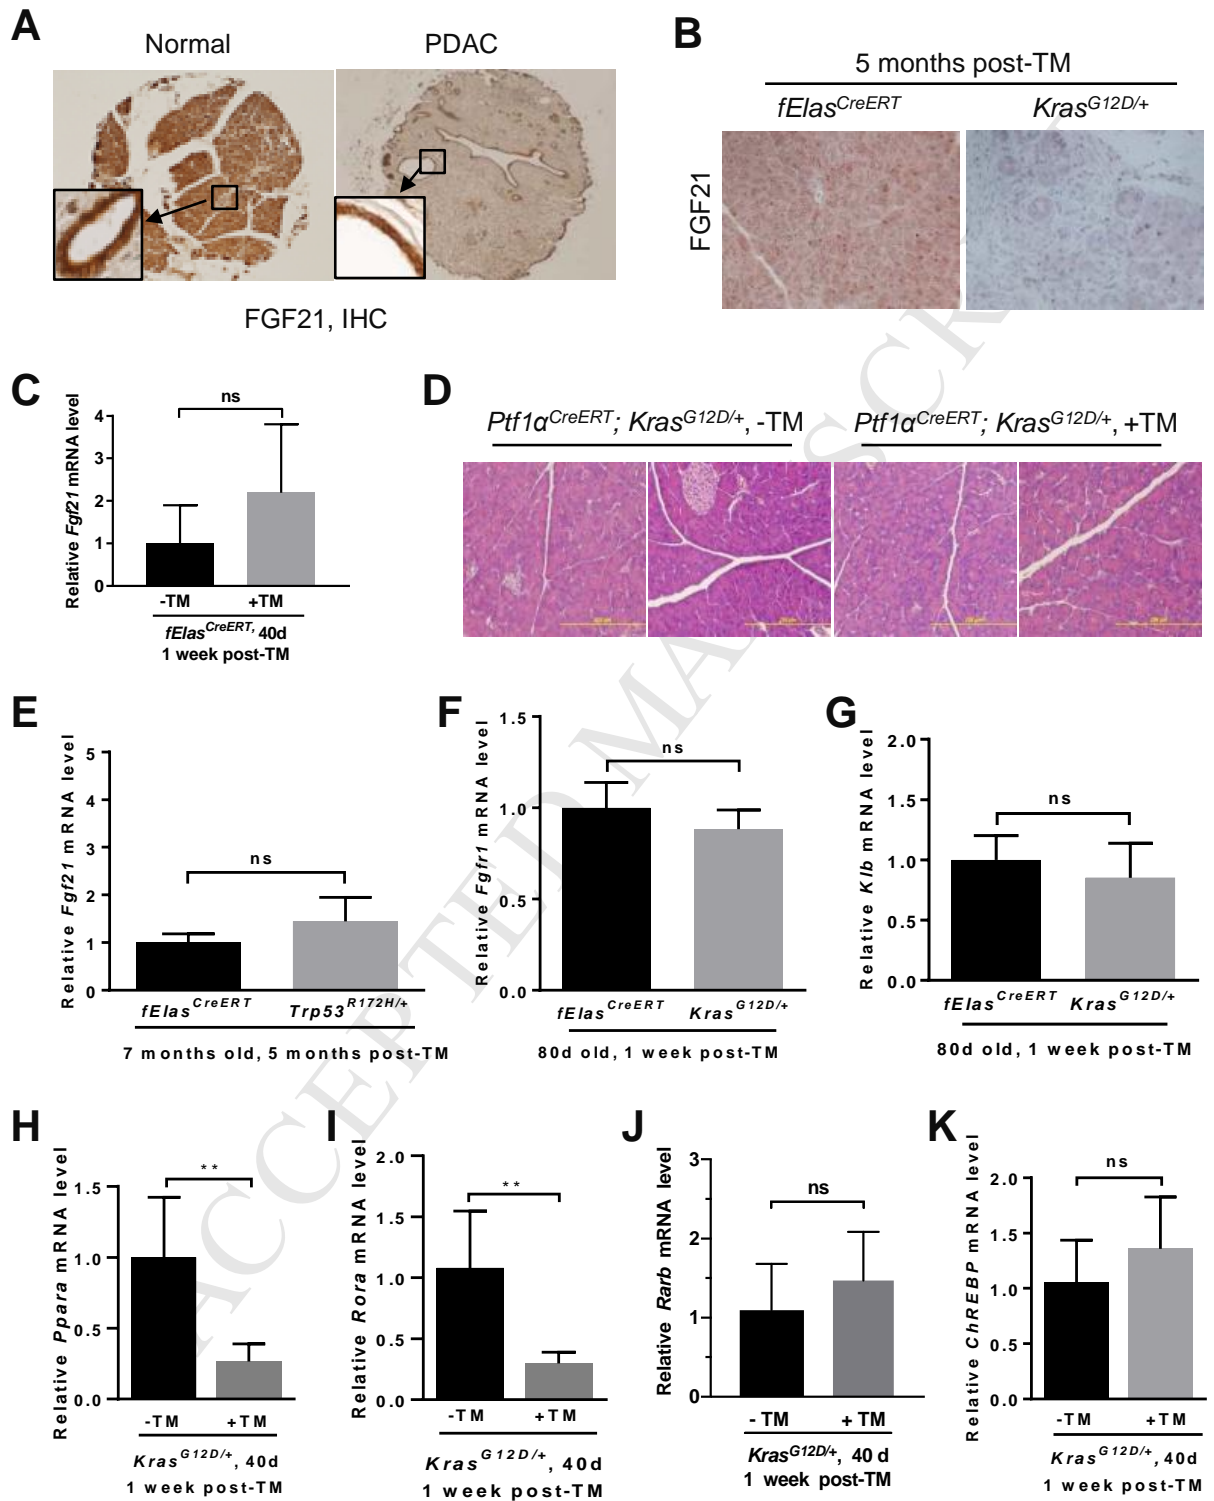 A
Normal
PDAC
FGF21, IHC
B
5 months post-TM
fElas^CreERT
Kras^G12D/+
FGF21
C
Relative Fgf21 mRNA level
4
3
2
1
0
ns
-TM
+TM
fElas^CreERT, 40d
1 week post-TM
D
Ptf1α^CreERT; Kras^G12D/+, -TM
Ptf1α^CreERT; Kras^G12D/+, +TM
E
Relative Fgf21 mRNA level
5
4
3
2
1
0
ns
fElas^CreERT
Trp53^R172H/+
7 months old, 5 months post-TM
F
Relative Fgfr1 mRNA level
1.5
1.0
0.5
0.0
ns
fElas^CreERT
Kras^G12D/+
80d old, 1 week post-TM
G
Relative Klb mRNA level
2.0
1.5
1.0
0.5
0.0
ns
fElas^CreERT
Kras^G12D/+
80d old, 1 week post-TM
H
Relative Ppara mRNA level
1.5
1.0
0.5
0.0
**
-TM
+TM
Kras^G12D/+, 40d
1 week post-TM
I
Relative Rora mRNA level
2.0
1.5
1.0
0.5
0.0
**
-TM
+TM
Kras^G12D/+, 40d
1 week post-TM
J
Relative Rarb mRNA level
3
2
1
0
ns
- TM
+ TM
Kras^G12D/+, 40 d
1 week post-TM
K
Relative ChREBP mRNA level
2.0
1.5
1.0
0.5
0.0
ns
-TM
+TM
Kras^G12D/+, 40d
1 week post-TM
ACCEPTED MANUSCRIPT